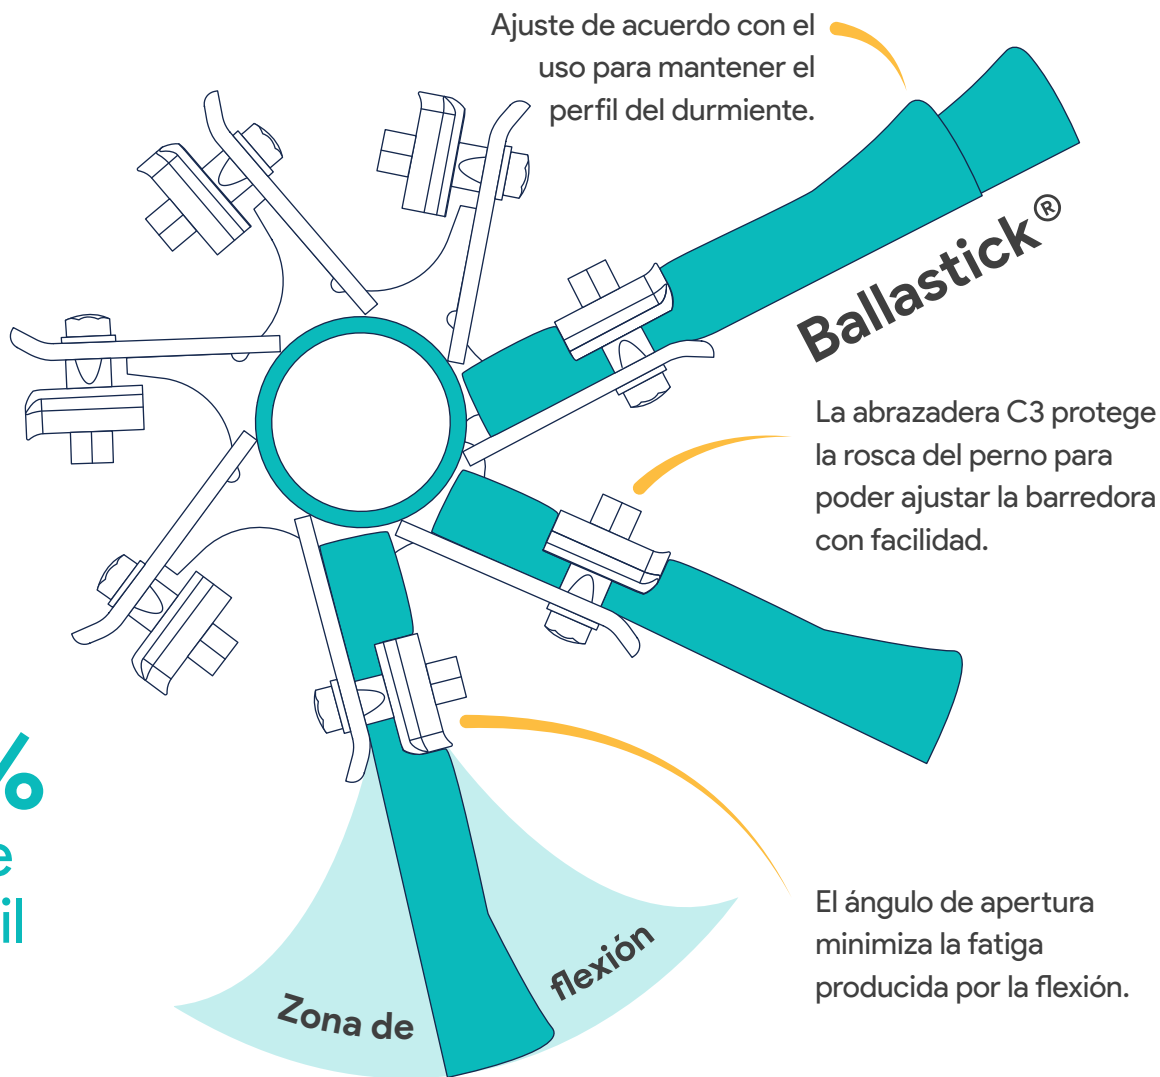 Ajuste de acuerdo con el
uso para mantener el
perfil del durmiente.
Ballastick®
La abrazadera C3 protege
la rosca del perno para
poder ajustar la barredora
con facilidad.
%
e
il
El ángulo de apertura
minimiza la fatiga
producida por la flexión.
Zona de flexión